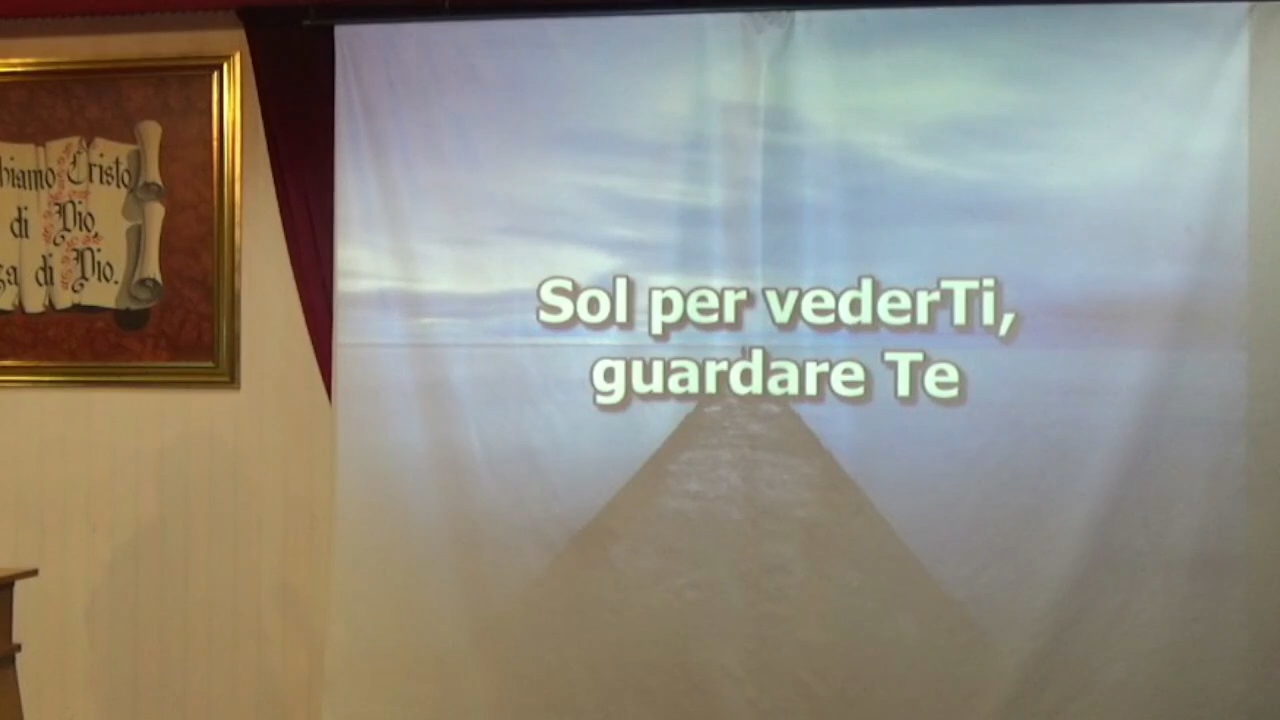 Cristo
di Dio,
di Dio.
Sol per vederTi,
guardare Te